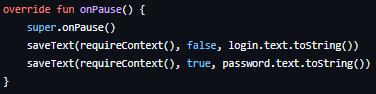 override fun onPause() {
    super.onPause()
    saveText(requireContext(), false, login.text.toString())
    saveText(requireContext(), true, password.text.toString())
}